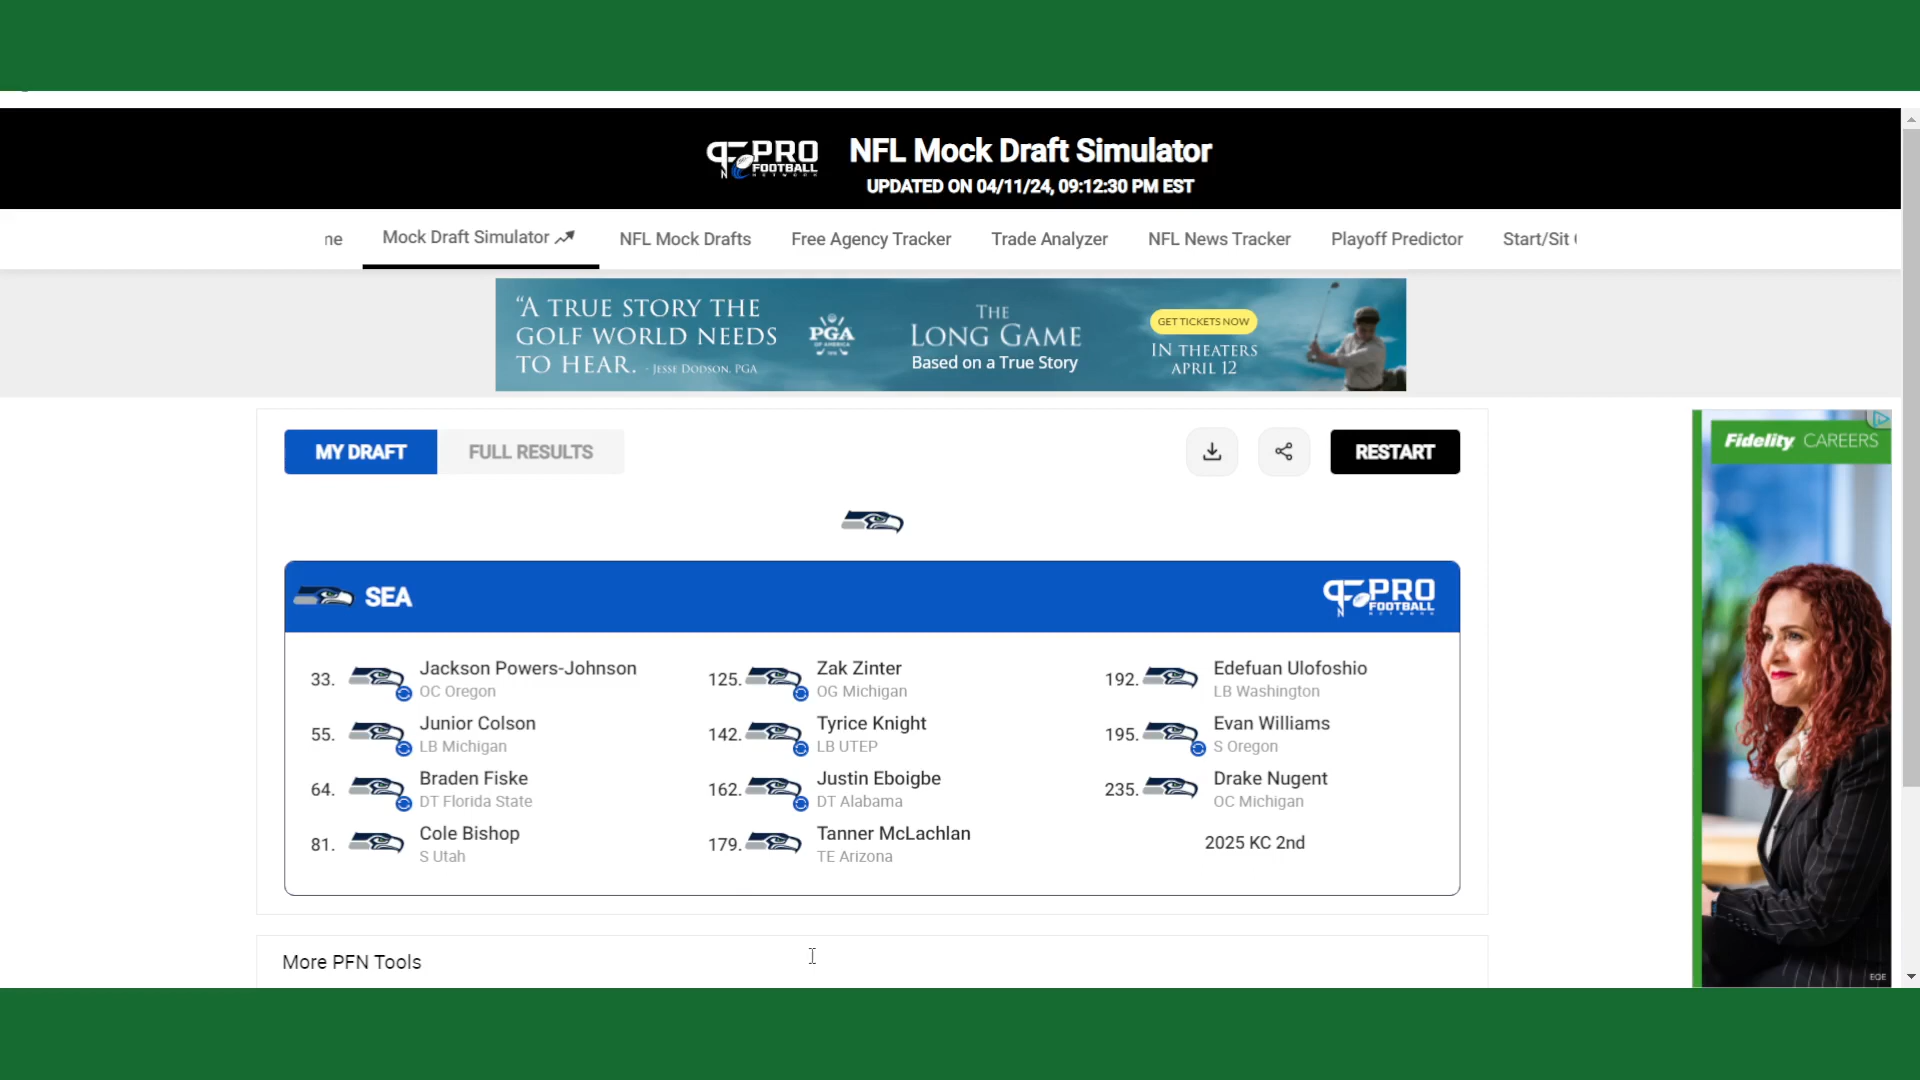 PRO
FOOTBALL
NETWORK
NFL Mock Draft Simulator
UPDATED ON 04/11/24, 09:12:30 PM EST
ne
Mock Draft Simulator
NFL Mock Drafts
Free Agency Tracker
Trade Analyzer
NFL News Tracker
Playoff Predictor
Start/Sit
“A TRUE STORY THE
GOLF WORLD NEEDS
TO HEAR. - JESSE DODSON, PGA
PGA
OF AMERICA
THE
LONG GAME
Based on a True Story
GET TICKETS NOW
IN THEATERS
APRIL 12
MY DRAFT
FULL RESULTS
RESTART
Fidelity CAREERS
SEA
PRO
FOOTBALL
NETWORK
33. Jackson Powers-Johnson
OC Oregon
55. Junior Colson
LB Michigan
64. Braden Fiske
DT Florida State
81. Cole Bishop
S Utah
125. Zak Zinter
OG Michigan
142. Tyrice Knight
LB UTEP
162. Justin Eboigbe
DT Alabama
179. Tanner McLachlan
TE Arizona
192. Edefuan Ulofoshio
LB Washington
195. Evan Williams
S Oregon
235. Drake Nugent
OC Michigan
2025 KC 2nd
More PFN Tools
EOE